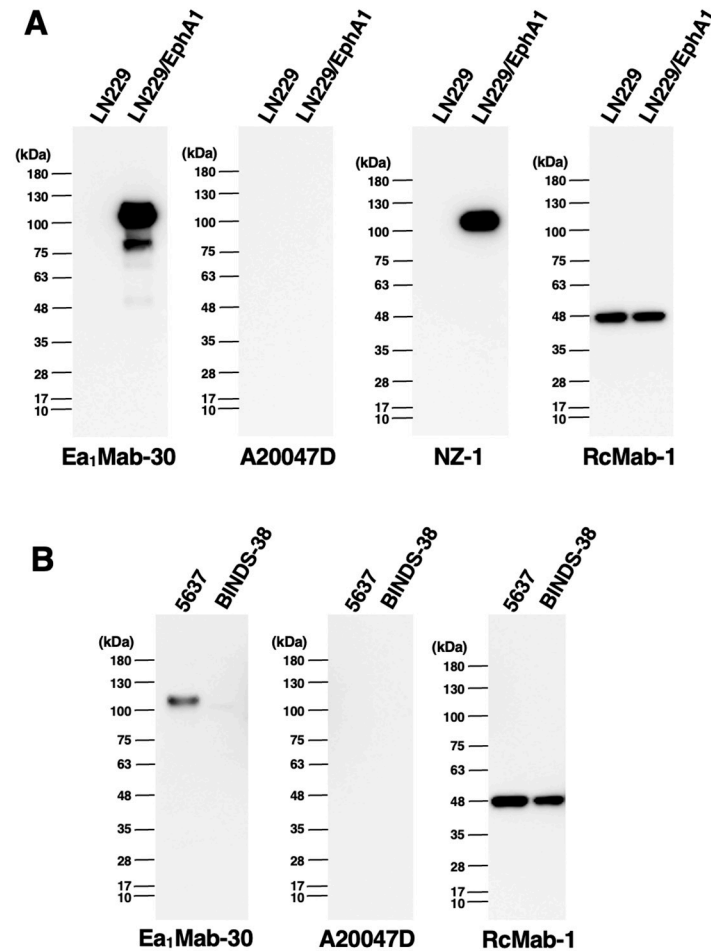 A
LN229
LN229/EphA1
(kDa)
180
130
100
75
63
48
35
28
17
10
Ea₁Mab-30
LN229
LN229/EphA1
(kDa)
180
130
100
75
63
48
35
28
17
10
A20047D
LN229
LN229/EphA1
(kDa)
180
130
100
75
63
48
35
28
17
10
NZ-1
LN229
LN229/EphA1
(kDa)
180
130
100
75
63
48
35
28
17
10
RcMab-1
B
5637
BINDS-38
(kDa)
180
130
100
75
63
48
35
28
17
10
Ea₁Mab-30
5637
BINDS-38
(kDa)
180
130
100
75
63
48
35
28
17
10
A20047D
5637
BINDS-38
(kDa)
180
130
100
75
63
48
35
28
17
10
RcMab-1